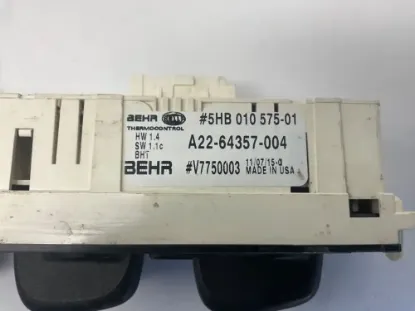 BEHR HELLA #5HB 010 575-01
THERMOCONTROL
HW 1.4 A22-64357-004
SW 1.1c
BHT
BEHR #V7750003 11/07/15-0
MADE IN USA